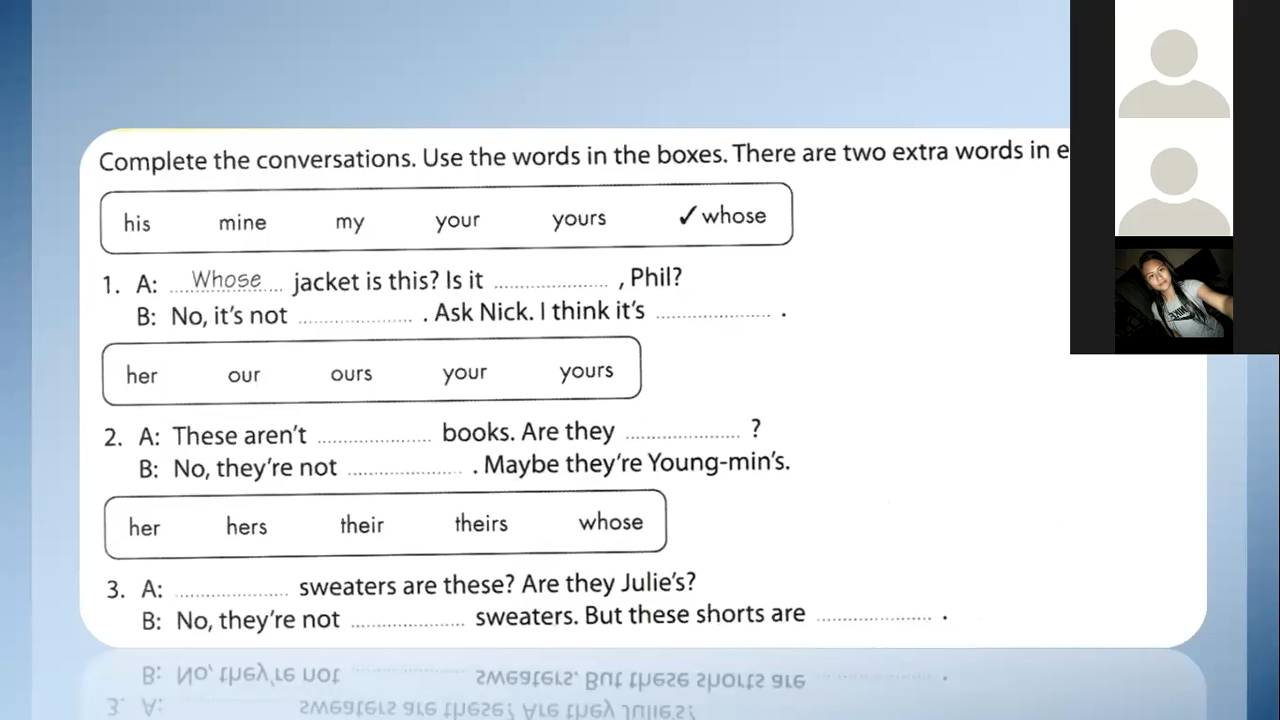 Complete the conversations. Use the words in the boxes. There are two extra words in e
his mine my your yours ✓ whose
1. A: Whose jacket is this? Is it ............, Phil?
B: No, it's not ............. Ask Nick. I think it's .............
her our ours your yours
2. A: These aren't ............ books. Are they ............?
B: No, they're not ............. Maybe they're Young-min's.
her hers their theirs whose
3. A: ............ sweaters are these? Are they Julie's?
B: No, they're not ............ sweaters. But these shorts are .............